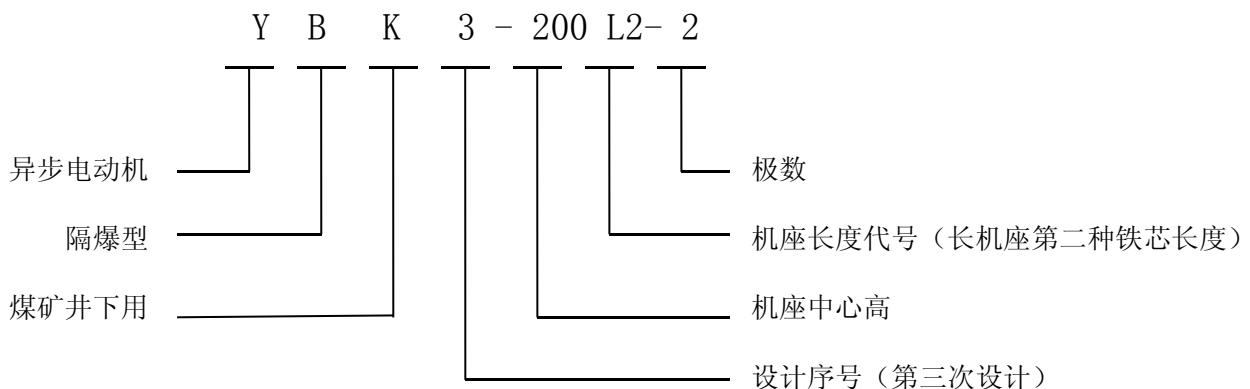 Y B K 3 - 200 L2- 2
异步电动机
极数
隔爆型
机座长度代号（长机座第二种铁芯长度）
煤矿井下用
机座中心高
设计序号（第三次设计）